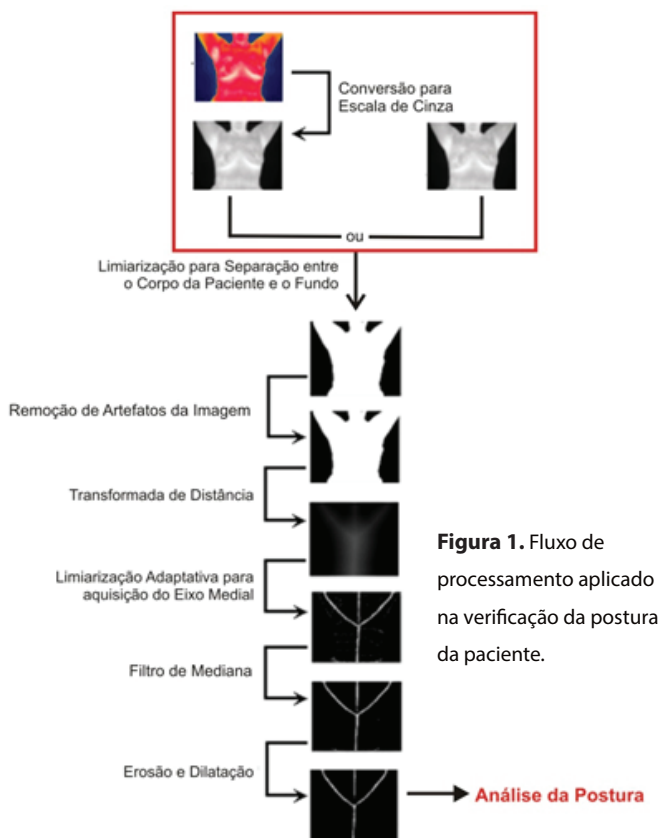 Conversão para
Escala de Cinza
ou
Limiarização para Separação entre
o Corpo da Paciente e o Fundo
Remoção de Artefatos da Imagem
Transformada de Distância
Limiarização Adaptativa para
aquisição do Eixo Medial
Filtro de Mediana
Erosão e Dilatação
Análise da Postura
Figura 1. Fluxo de
processamento aplicado
na verificação da postura
da paciente.